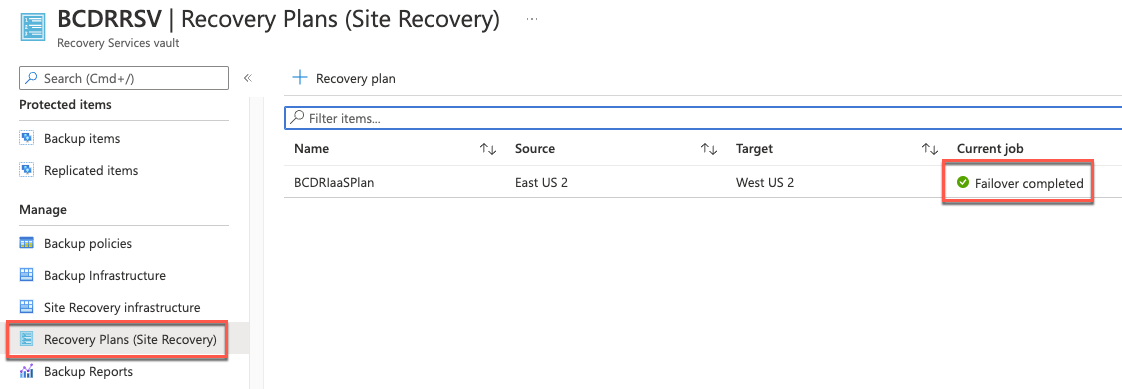 BCDRRSV | Recovery Plans (Site Recovery) ...
Recovery Services vault
Search (Cmd+/)
«
Protected items
Backup items
Replicated items
Manage
Backup policies
Backup Infrastructure
Site Recovery infrastructure
Recovery Plans (Site Recovery)
Backup Reports
+ Recovery plan
Filter items...
Name ↑↓ Source ↑↓ Target ↑↓ Current job
BCDRIaaSPlan East US 2 West US 2 Failover completed